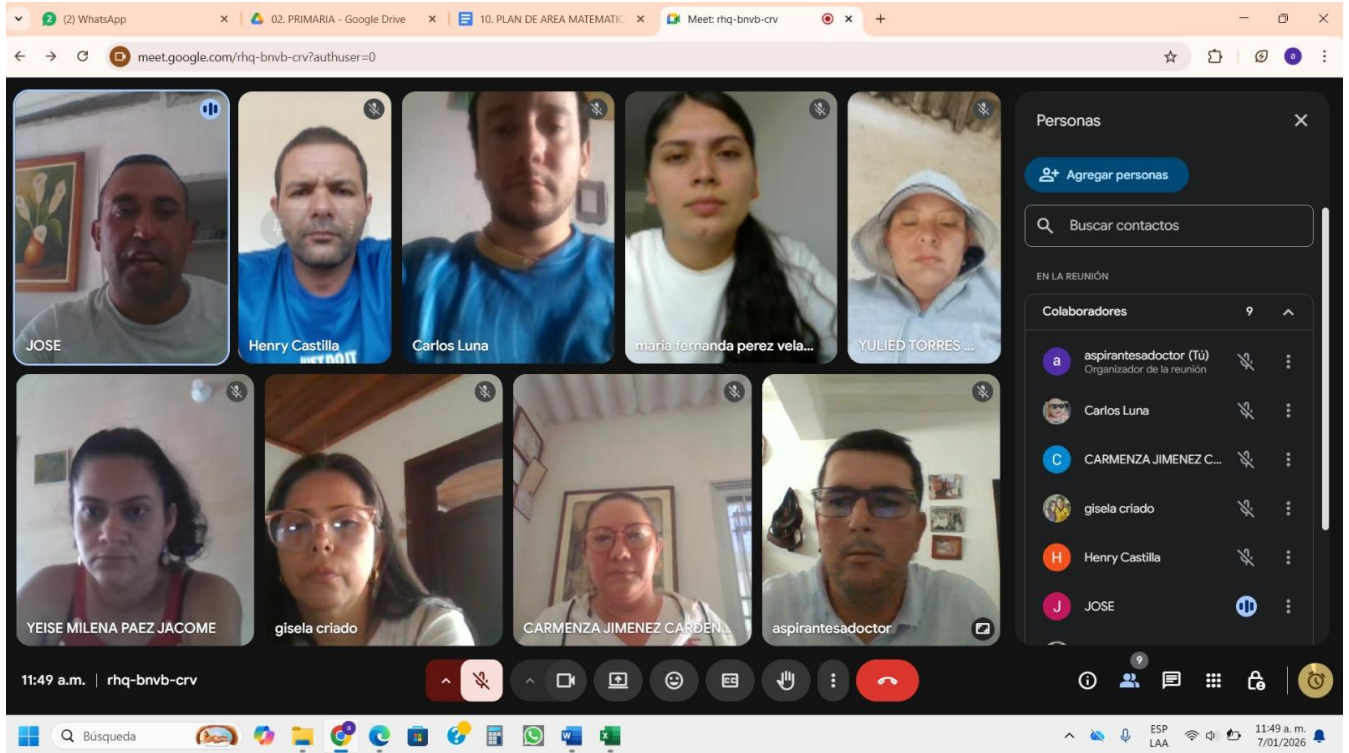 (2) WhatsApp
02. PRIMARIA - Google Drive
10. PLAN DE AREA MATEMATIC
Meet: rhq-bnvb-crv
meet.google.com/rhq-bnvb-crv?authuser=0
a
JOSE
Henry Castilla
JUST DO IT
Carlos Luna
maria fernanda perez vela...
YULIED TORRES ...
YEISE MILENA PAEZ JACOME
gisela criado
CARMENZA JIMENEZ CARDEN...
aspirantesadoctor
Personas
Agregar personas
Buscar contactos
EN LA REUNIÓN
Colaboradores 9
a
aspirantesadoctor (Tú)
Organizador de la reunión
Carlos Luna
C CARMENZA JIMENEZ C...
gisela criado
H Henry Castilla
J JOSE
11:49 a.m. | rhq-bnvb-crv
9
Búsqueda
ESP
LAA
11:49 a. m.
7/01/2026